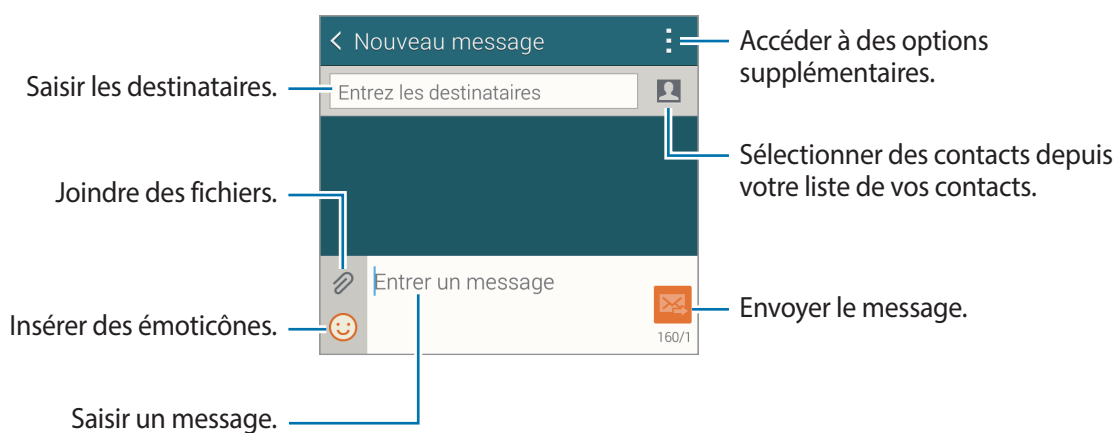 Nouveau message
Accéder à des options
supplémentaires.
Saisir les destinataires.
Entrez les destinataires
Sélectionner des contacts depuis
votre liste de vos contacts.
Joindre des fichiers.
Entrer un message
Envoyer le message.
Insérer des émoticônes.
160/1
Saisir un message.